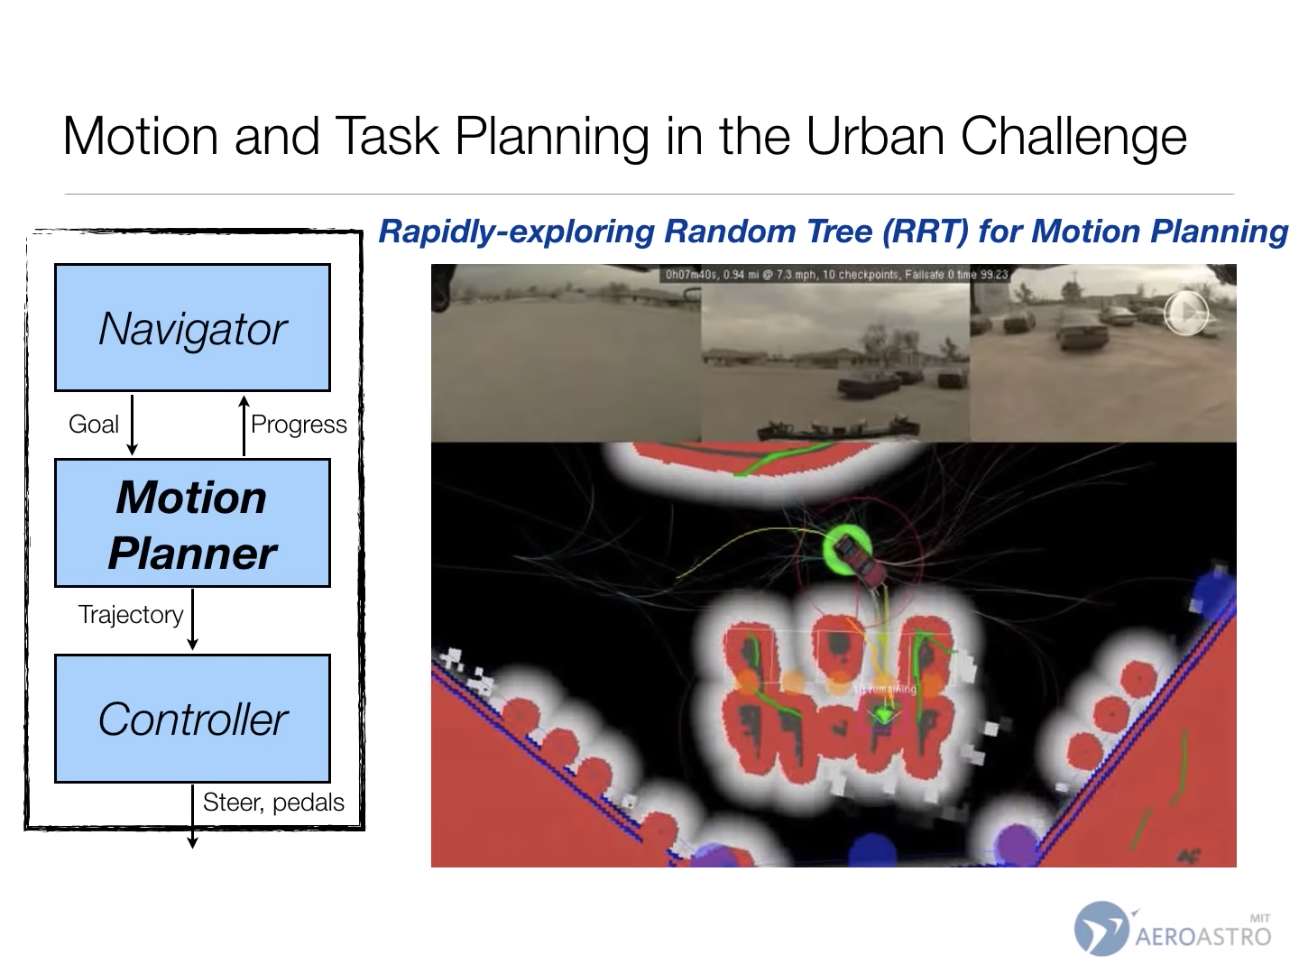 Motion and Task Planning in the Urban Challenge
Rapidly-exploring Random Tree (RRT) for Motion Planning
Navigator
Goal
Progress
Motion
Planner
Trajectory
Controller
Steer, pedals
0h07m40s, 0.94 mi @ 7.3 mph, 10 checkpoints, Failsafe 0 time 99.23
remaining
MIT
AEROASTRO